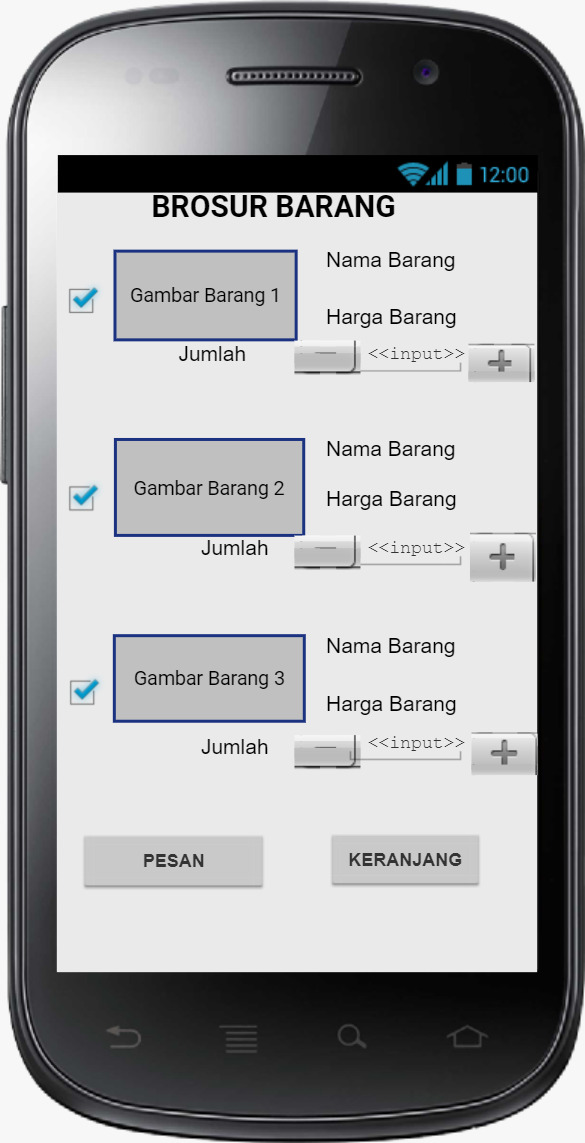 12:00
BROSUR BARANG
Nama Barang
Gambar Barang 1
Harga Barang
Jumlah <<input>>
Nama Barang
Gambar Barang 2
Harga Barang
Jumlah <<input>>
Nama Barang
Gambar Barang 3
Harga Barang
Jumlah <<input>>
PESAN KERANJANG